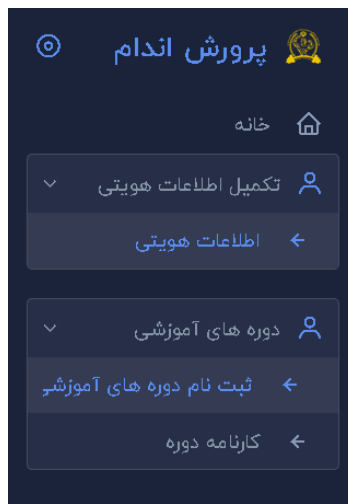 پرورش اندام
خانه
تکمیل اطلاعات هویتی
اطلاعات هویتی
دوره های آموزشی
ثبت نام دوره های آموزشی
کارنامه دوره